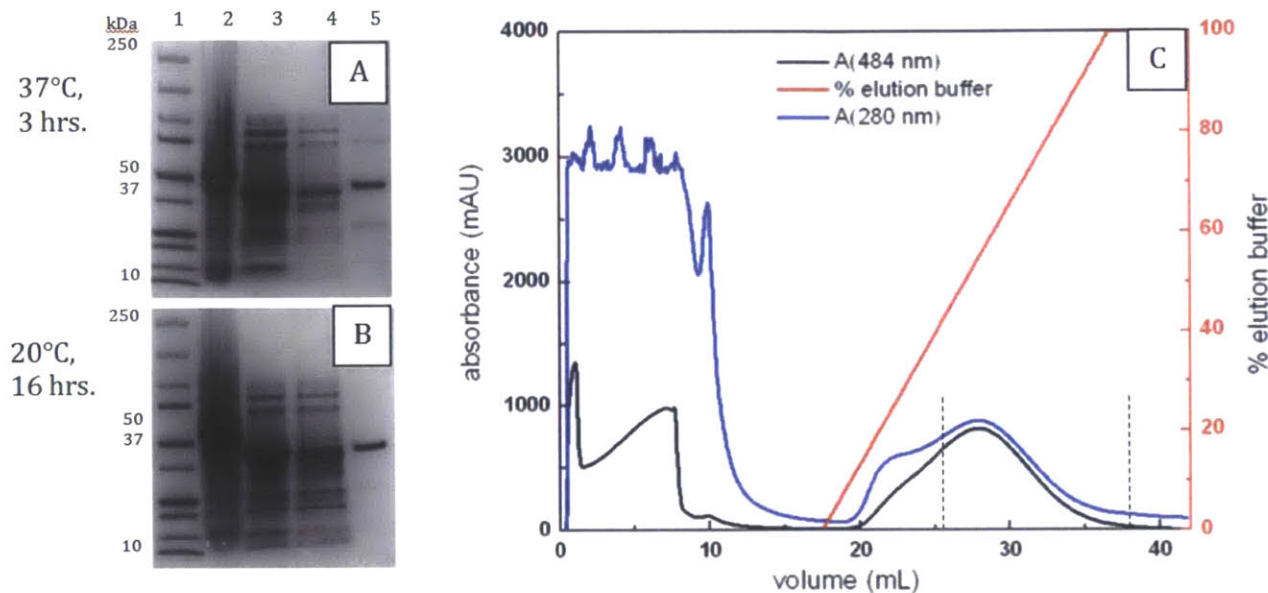 kDa 1 2 3 4 5
250
A
37°C,
3 hrs.
50
37
10
250
B
20°C,
16 hrs.
50
37
10
C
A(484 nm)
% elution buffer
A(280 nm)
absorbance (mAU)
4000
3000
2000
1000
0
0 10 20 30 40
volume (mL)
100
80
60
40
20
0
% elution buffer